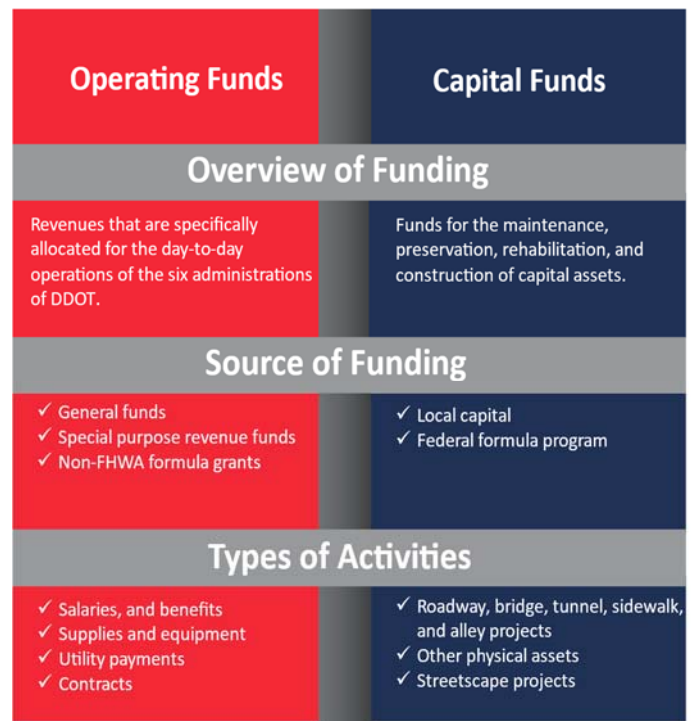 Operating Funds
Capital Funds
Overview of Funding
Revenues that are specifically
allocated for the day-to-day
operations of the six administrations
of DDOT.
Funds for the maintenance,
preservation, rehabilitation, and
construction of capital assets.
Source of Funding
✓ General funds
✓ Special purpose revenue funds
✓ Non-FHWA formula grants
✓ Local capital
✓ Federal formula program
Types of Activities
✓ Salaries, and benefits
✓ Supplies and equipment
✓ Utility payments
✓ Contracts
✓ Roadway, bridge, tunnel, sidewalk,
and alley projects
✓ Other physical assets
✓ Streetscape projects